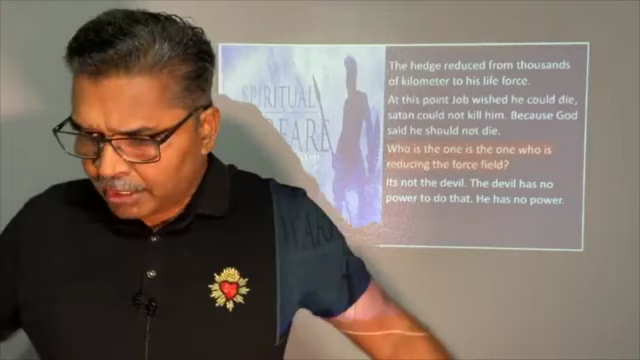 SPIRITUAL
The hedge reduced from thousands
of kilometer to his life force.
At this point Job wished he could die,
satan could not kill him. Because God
said he should not die.
Who is the one is the one who is
reducing the force field?
Its not the devil. The devil has no
power to do that. He has no power.